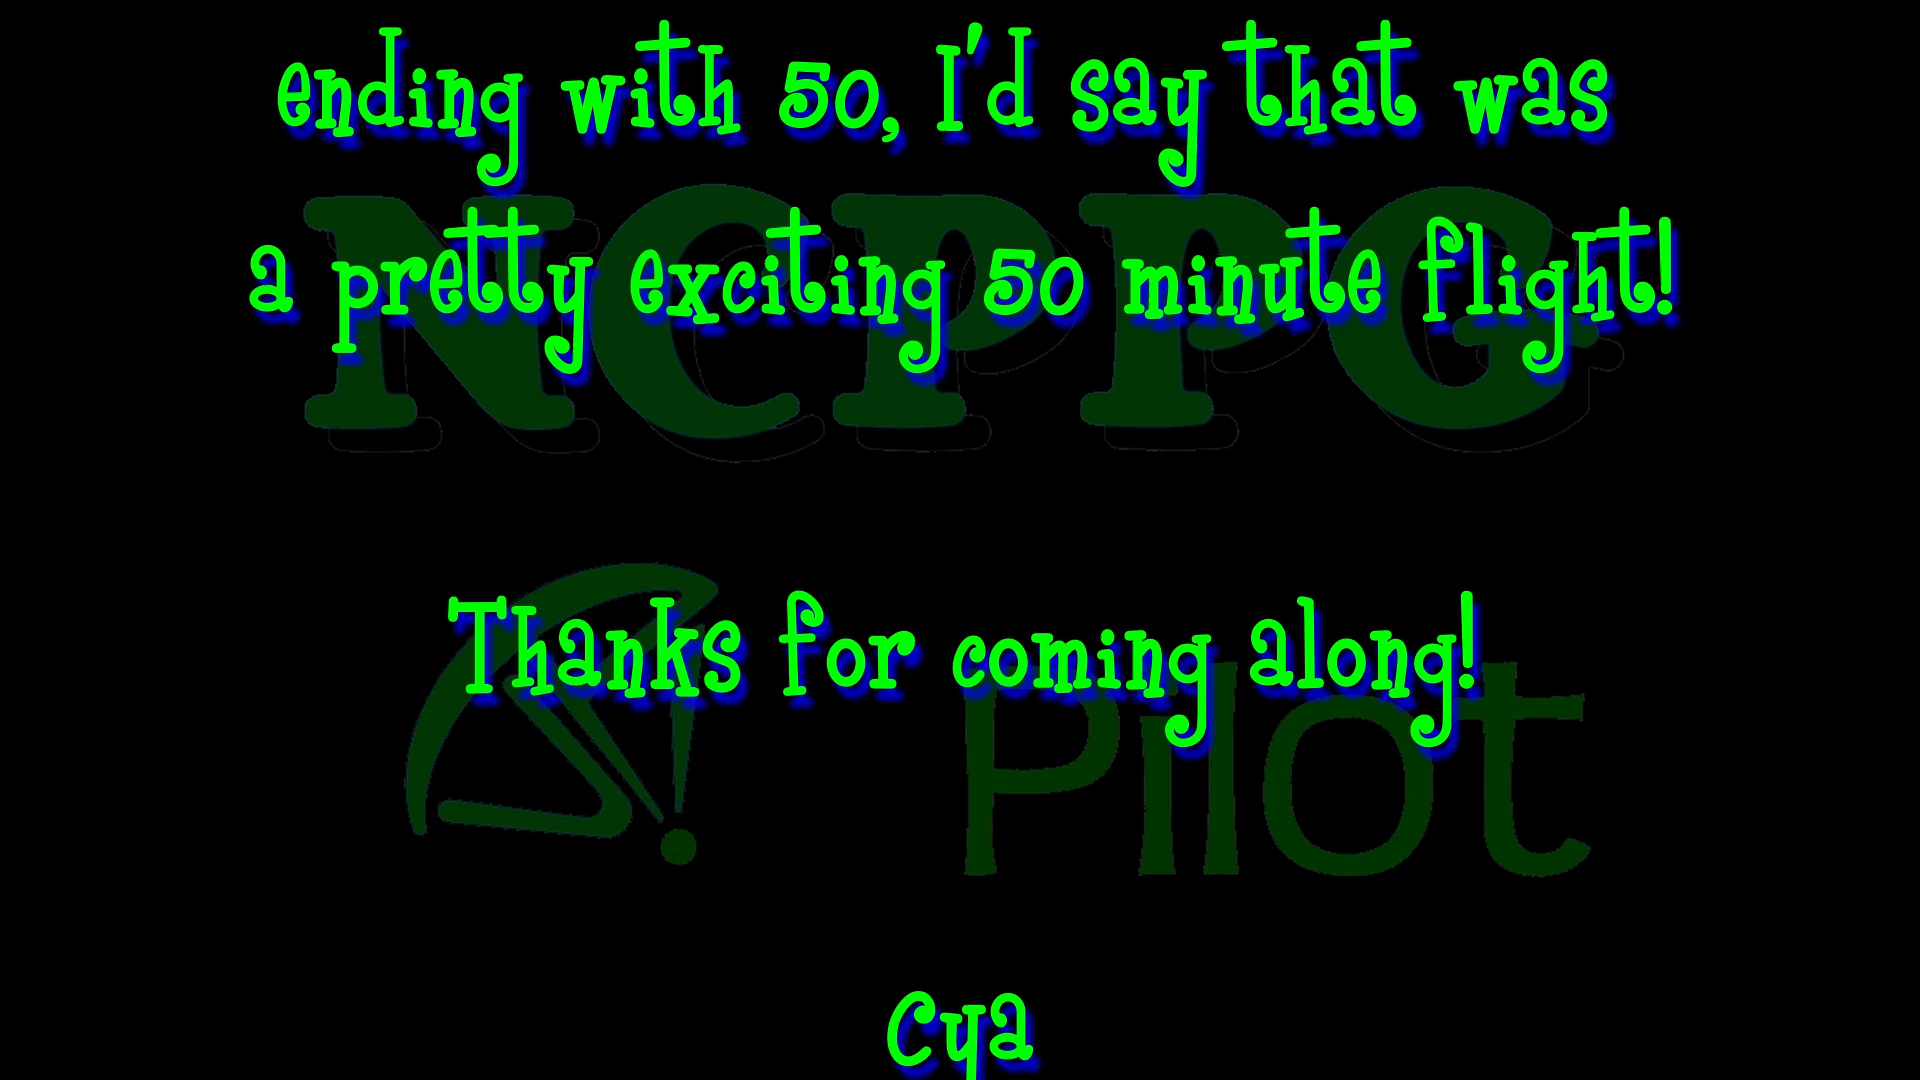 ending with 50, I'd say that was
a pretty exciting 50 minute flight!
NCPPG
Thanks for coming along!
Pilot
Cya